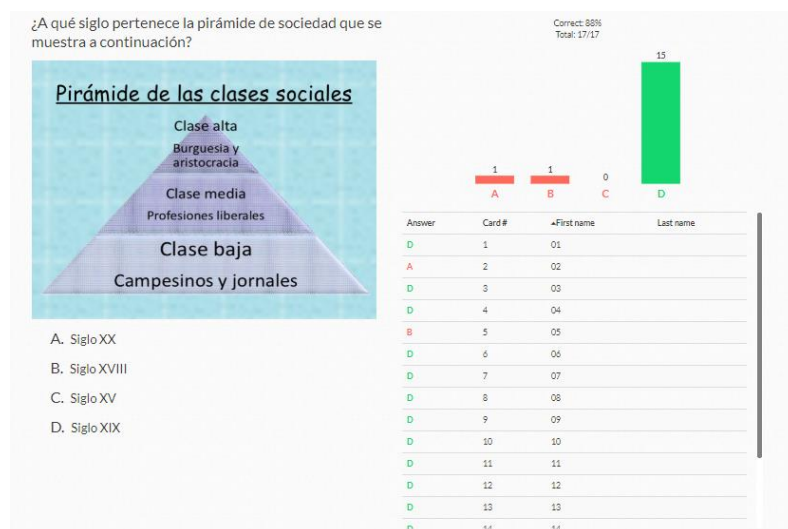 ¿A qué siglo pertenece la pirámide de sociedad que se
muestra a continuación?
Pirámide de las clases sociales
Clase alta
Burguesia y
aristocracia
Clase media
Profesiones liberales
Clase baja
Campesinos y jornales
A. Siglo XX
B. Siglo XVIII
C. Siglo XV
D. Siglo XIX
Correct: 88%
Total: 17/17
1 1 0 15
A B C D
Answer Card # First name Last name
D 1 01
A 2 02
D 3 03
D 4 04
B 5 05
D 6 06
D 7 07
D 8 08
D 9 09
D 10 10
D 11 11
D 12 12
D 13 13